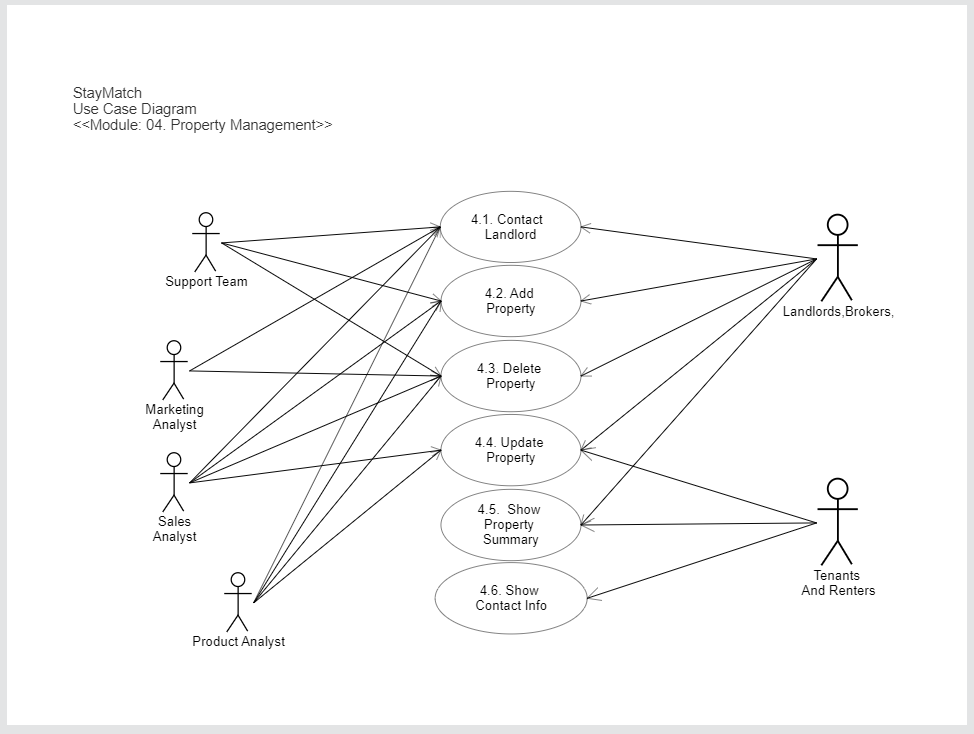 StayMatch
Use Case Diagram
<<Module: 04. Property Management>>
4.1. Contact
Landlord
4.2. Add
Property
4.3. Delete
Property
4.4. Update
Property
4.5. Show
Property
Summary
4.6. Show
Contact Info
Support Team
Marketing
Analyst
Sales
Analyst
Product Analyst
Landlords,Brokers,
Tenants
And Renters